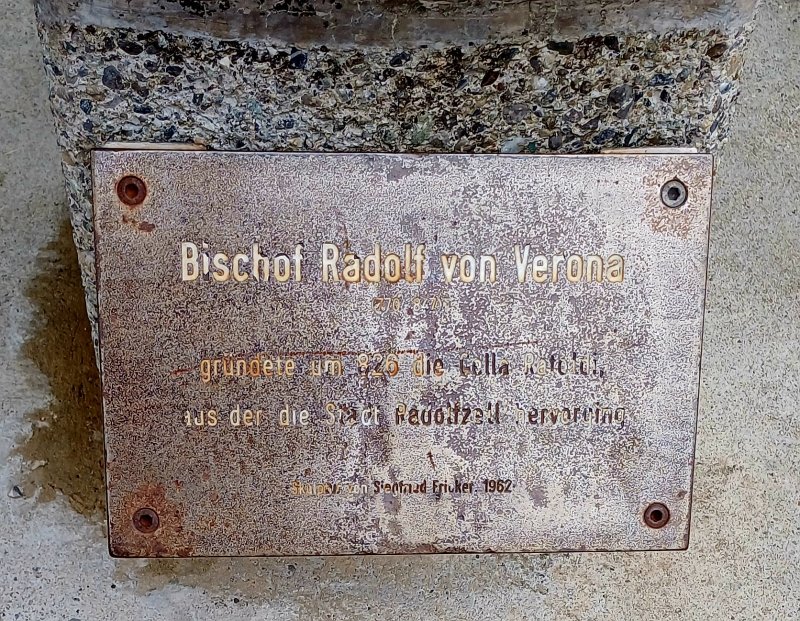 Bischof Radolf von Verona
gründete um 826 die Cella Ratoldi,
aus der die Stadt Radolfzell hervorging
Skulptur von Siegfried Fricker, 1962